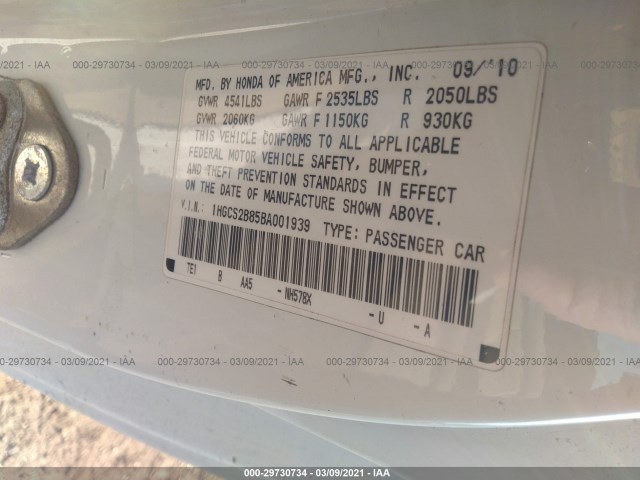 000-29730734 - 03/09/2021 - IAA
MFD. BY HONDA OF AMERICA MFG., INC. 09/'10
GVWR 4541LBS GAWR F 2535LBS R 2050LBS
GVWR 2060KG GAWR F 1150KG R 930KG
THIS VEHICLE CONFORMS TO ALL APPLICABLE
FEDERAL MOTOR VEHICLE SAFETY, BUMPER,
AND THEFT PREVENTION STANDARDS IN EFFECT
ON THE DATE OF MANUFACTURE SHOWN ABOVE.
V.I.N.: 1HGCS2B85BA001939 TYPE: PASSENGER CAR
TE1 B AA5 -NH578X -U -A
000-29730734 - 03/09/2021 - IAA
000-29730734 - 03/09/2021 - IAA